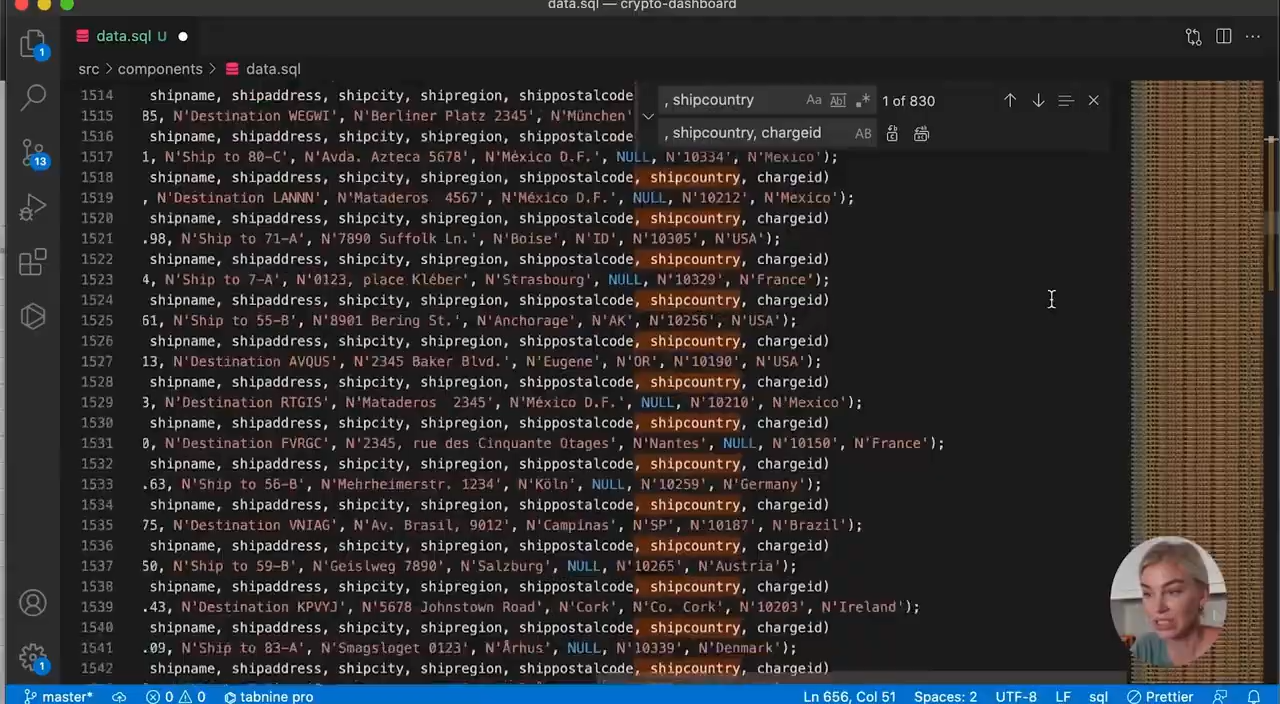 data.sql — crypto-dashboard
data.sql U
src > components > data.sql
, shipcountry Aa Ab 1 of 830
, shipcountry, chargeid AB
1514 shipname, shipaddress, shipcity, shipregion, shippostalcode
1515 85, N'Destination WEGWI', N'Berliner Platz 2345', N'München'
1516 shipname, shipaddress, shipcity, shipregion, shippostalcode
1517 1, N'Ship to 80-C', N'Avda. Azteca 5678', N'México D.F.', NULL, N'10334', N'Mexico');
1518 shipname, shipaddress, shipcity, shipregion, shippostalcode, shipcountry, chargeid)
1519 , N'Destination LANNN', N'Mataderos  4567', N'México D.F.', NULL, N'10212', N'Mexico');
1520 shipname, shipaddress, shipcity, shipregion, shippostalcode, shipcountry, chargeid)
1521 .98, N'Ship to 71-A', N'7890 Suffolk Ln.', N'Boise', N'ID', N'10305', N'USA');
1522 shipname, shipaddress, shipcity, shipregion, shippostalcode, shipcountry, chargeid)
1523 4, N'Ship to 7-A', N'0123, place Kléber', N'Strasbourg', NULL, N'10329', N'France');
1524 shipname, shipaddress, shipcity, shipregion, shippostalcode, shipcountry, chargeid)
1525 61, N'Ship to 55-B', N'8901 Bering St.', N'Anchorage', N'AK', N'10256', N'USA');
1526 shipname, shipaddress, shipcity, shipregion, shippostalcode, shipcountry, chargeid)
1527 13, N'Destination AVQUS', N'2345 Baker Blvd.', N'Eugene', N'OR', N'10190', N'USA');
1528 shipname, shipaddress, shipcity, shipregion, shippostalcode, shipcountry, chargeid)
1529 3, N'Destination RTGIS', N'Mataderos  2345', N'México D.F.', NULL, N'10210', N'Mexico');
1530 shipname, shipaddress, shipcity, shipregion, shippostalcode, shipcountry, chargeid)
1531 0, N'Destination FVRGC', N'2345, rue des Cinquante Otages', N'Nantes', NULL, N'10150', N'France');
1532 shipname, shipaddress, shipcity, shipregion, shippostalcode, shipcountry, chargeid)
1533 .63, N'Ship to 56-B', N'Mehrheimerstr. 1234', N'Köln', NULL, N'10259', N'Germany');
1534 shipname, shipaddress, shipcity, shipregion, shippostalcode, shipcountry, chargeid)
1535 75, N'Destination VNIAG', N'Av. Brasil, 9012', N'Campinas', N'SP', N'10187', N'Brazil');
1536 shipname, shipaddress, shipcity, shipregion, shippostalcode, shipcountry, chargeid)
1537 50, N'Ship to 59-B', N'Geislweg 7890', N'Salzburg', NULL, N'10265', N'Austria');
1538 shipname, shipaddress, shipcity, shipregion, shippostalcode, shipcountry, chargeid)
1539 .43, N'Destination KPVYJ', N'5678 Johnstown Road', N'Cork', N'Co. Cork', N'10203', N'Ireland');
1540 shipname, shipaddress, shipcity, shipregion, shippostalcode, shipcountry, chargeid)
1541 .09, N'Ship to 83-A', N'Smagsloget 0123', NULL, N'10339', N'Denmark');
1542 shipname, shipaddress, shipcity, shipregion, shippostalcode, shipcountry, chargeid)
1
13
1
master* 0 0 tabnine pro Ln 656, Col 51 Spaces: 2 UTF-8 LF sql Prettier